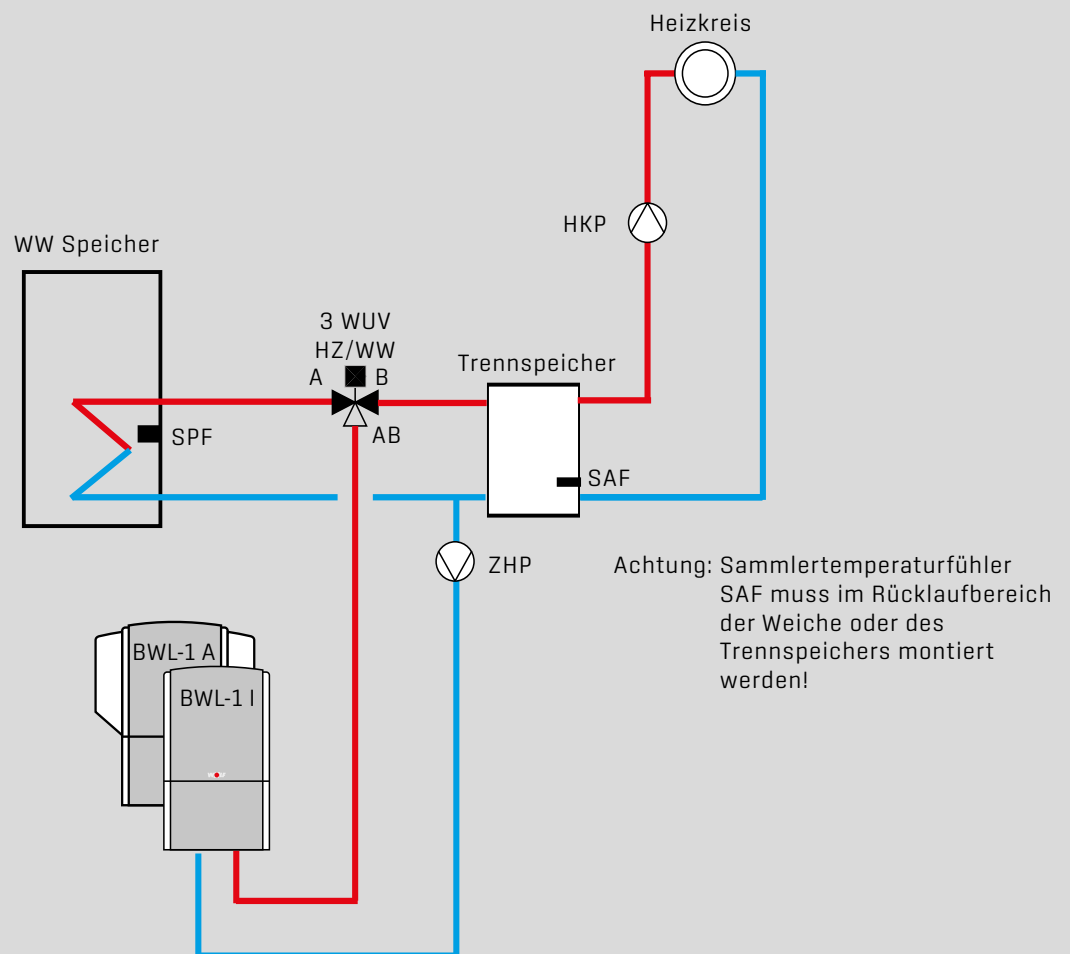 Heizkreis
HKP
WW Speicher
3 WUV
HZ/WW
A
B
AB
Trennspeicher
SPF
SAF
ZHP
Achtung: Sammlertemperaturfühler
SAF muss im Rücklaufbereich
der Weiche oder des
Trennspeichers montiert
werden!
BWL-1 A
BWL-1 I